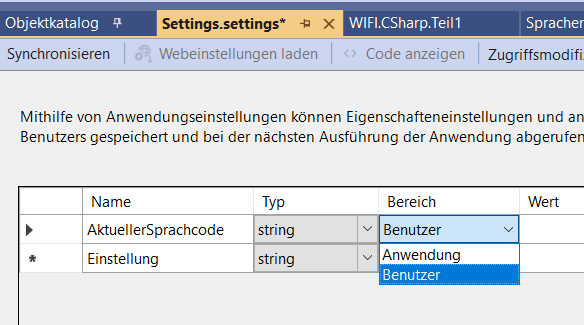 Objektkatalog
Settings.settings*
WIFI.CSharp.Teil1
Sprachen
Synchronisieren
Webeinstellungen laden
Code anzeigen
Zugriffsmodifi
Mithilfe von Anwendungseinstellungen können Eigenschafteneinstellungen und an
Benutzers gespeichert und bei der nächsten Ausführung der Anwendung abgerufen
Name Typ Bereich Wert
AktuellerSprachcode string Benutzer
* Einstellung string Anwendung
Benutzer